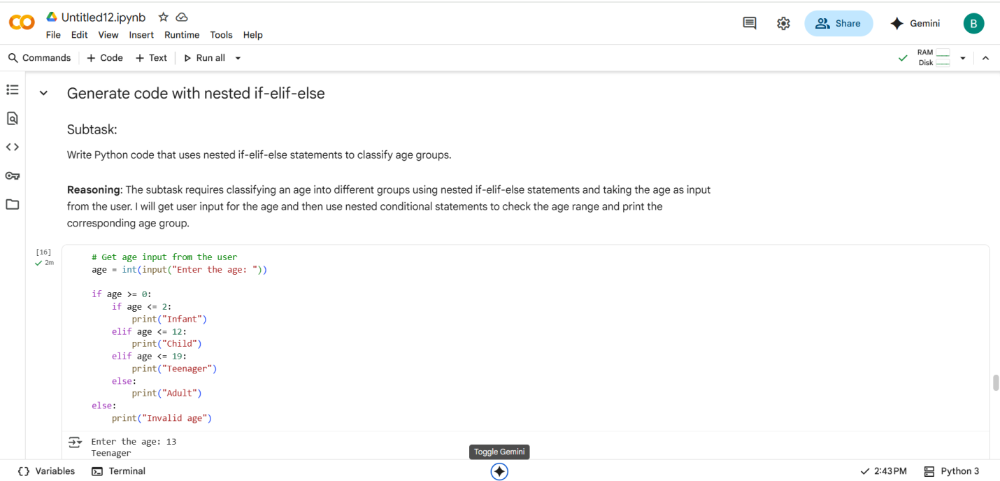 Untitled12.ipynb
File Edit View Insert Runtime Tools Help
Share
Gemini
B
Commands + Code + Text Run all
RAM
Disk
Generate code with nested if-elif-else
Subtask:
Write Python code that uses nested if-elif-else statements to classify age groups.
Reasoning: The subtask requires classifying an age into different groups using nested if-elif-else statements and taking the age as input
from the user. I will get user input for the age and then use nested conditional statements to check the age range and print the
corresponding age group.
[16]
2m
# Get age input from the user
age = int(input("Enter the age: "))
if age >= 0:
    if age <= 2:
        print("Infant")
    elif age <= 12:
        print("Child")
    elif age <= 19:
        print("Teenager")
    else:
        print("Adult")
else:
    print("Invalid age")
Enter the age: 13
Teenager
Toggle Gemini
{} Variables Terminal
2:43 PM Python 3